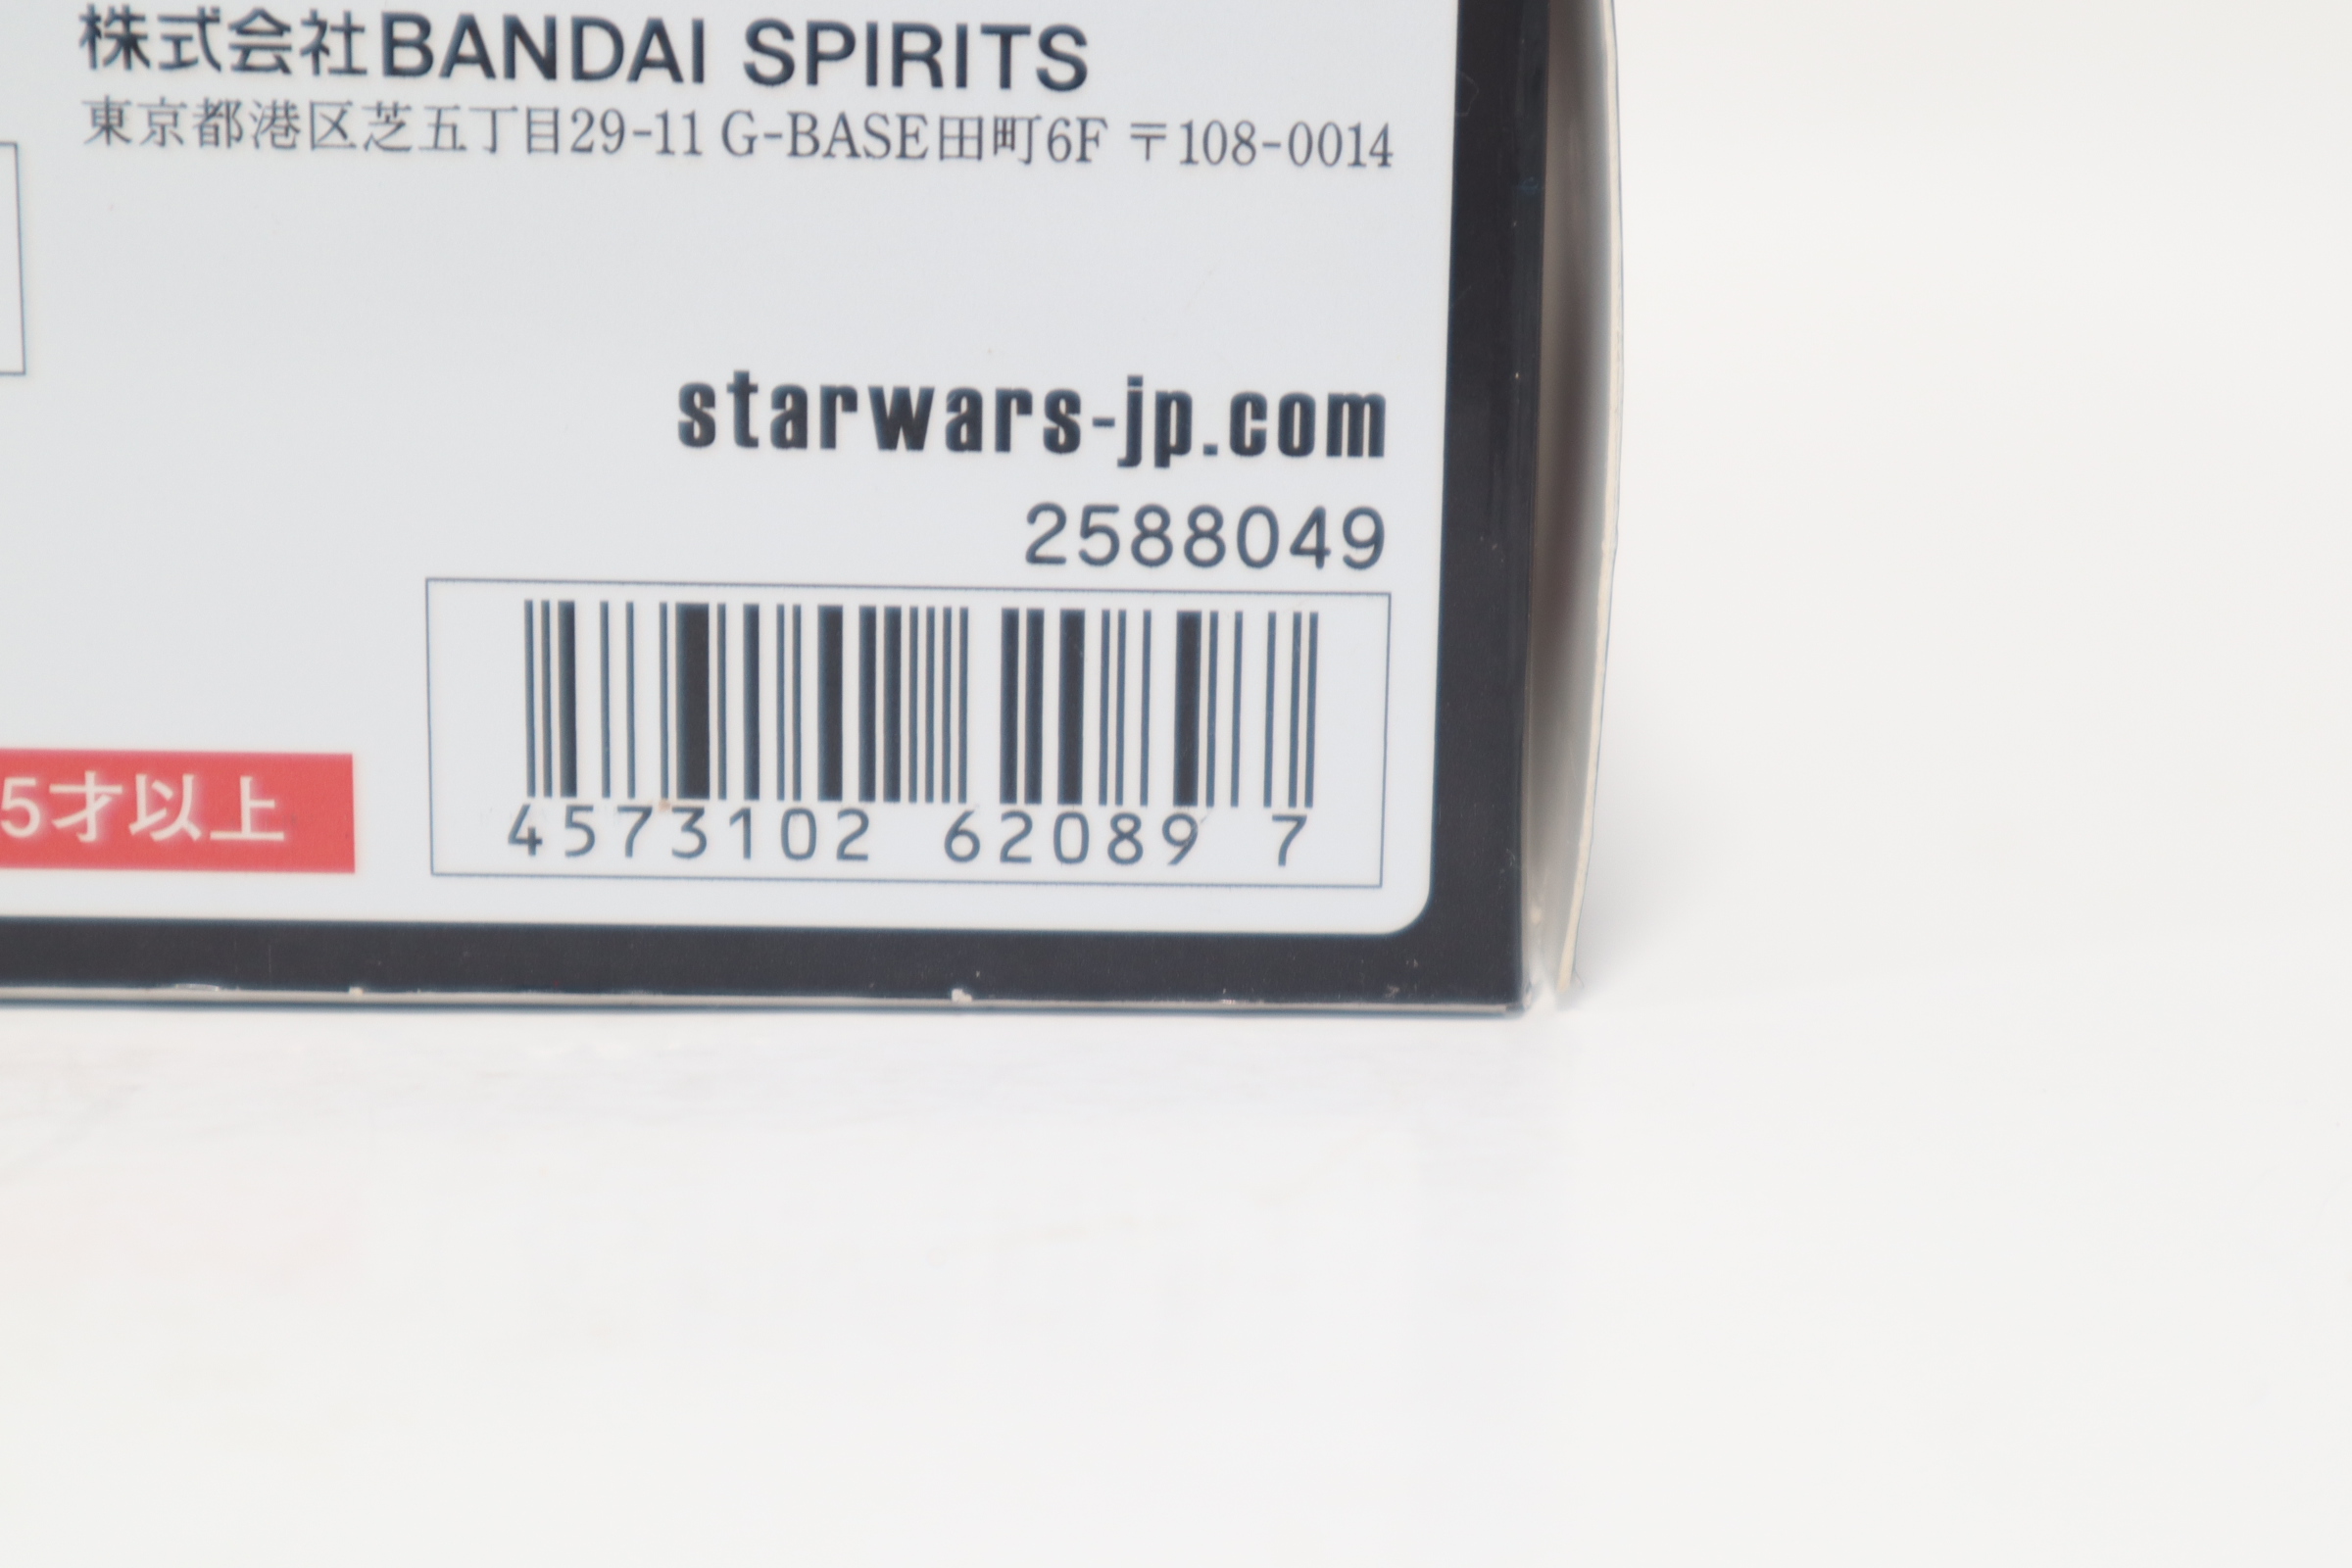 株式会社BANDAI SPIRITS
東京都港区芝五丁目29-11 G-BASE田町6F 〒108-0014
starwars-jp.com
2588049
5才以上
4573102 62089 7